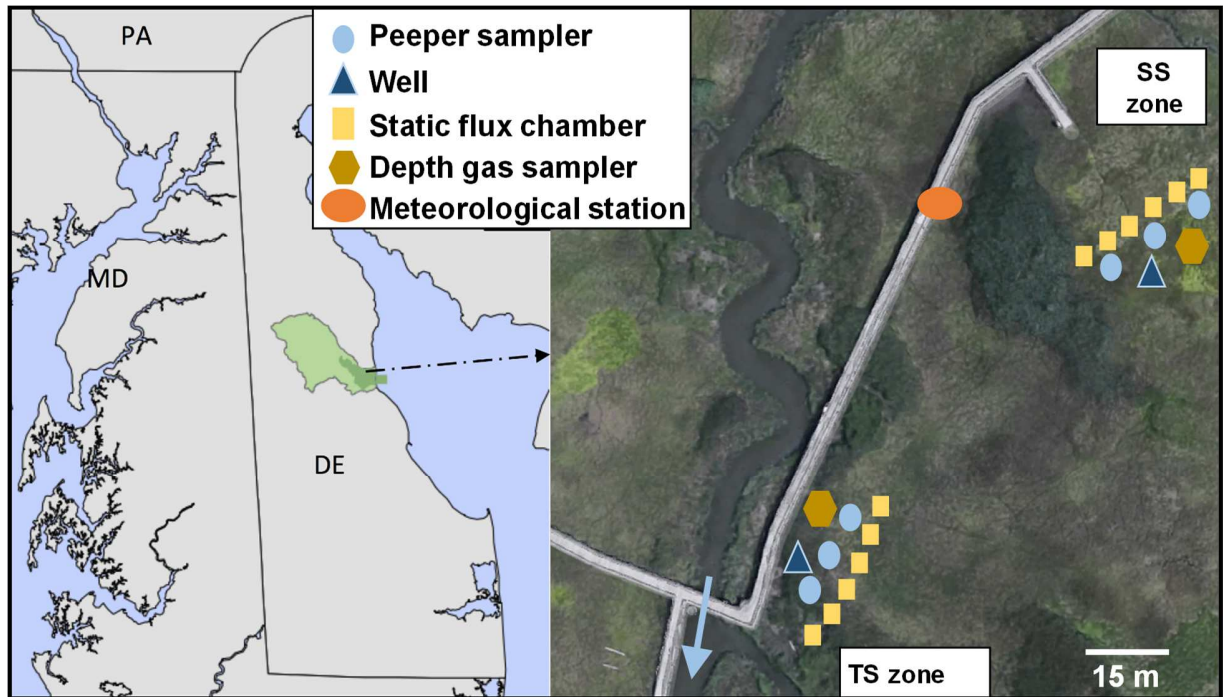 PA
MD
DE
Peeper sampler
Well
Static flux chamber
Depth gas sampler
Meteorological station
SS
zone
TS zone
15 m